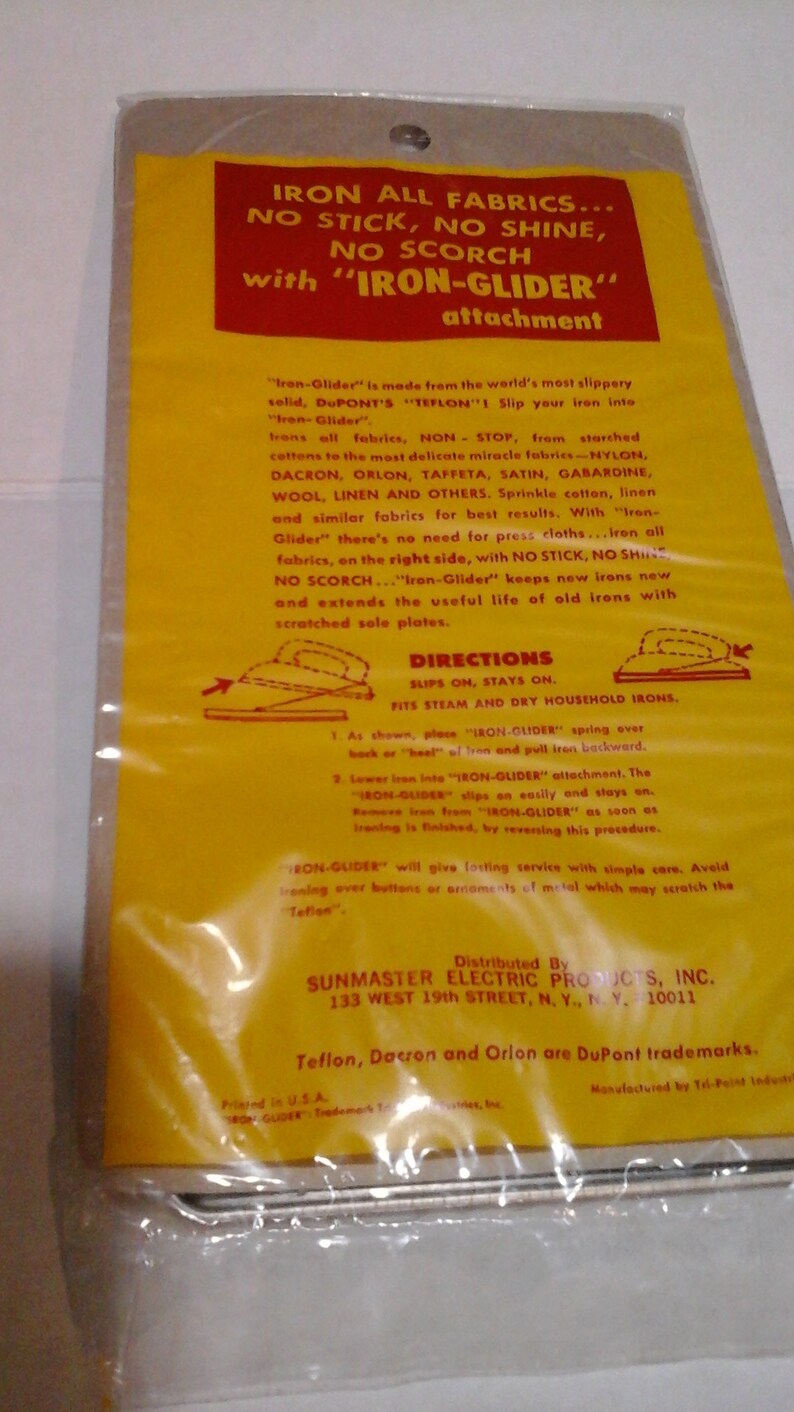 IRON ALL FABRICS...
NO STICK, NO SHINE,
NO SCORCH
with "IRON-GLIDER"
attachment
"Iron-Glider" is made from the world's most slippery
solid, DuPONT'S "TEFLON"! Slip your iron into
"Iron-Glider".
Irons all fabrics, NON-STOP, from starched
cottons to the most delicate miracle fabrics—NYLON,
DACRON, ORLON, TAFFETA, SATIN, GABARDINE,
WOOL, LINEN AND OTHERS. Sprinkle cotton, linen
and similar fabrics for best results. With "Iron-
Glider" there's no need for press cloths...iron all
fabrics, on the right side, with NO STICK, NO SHINE,
NO SCORCH..."Iron-Glider" keeps new irons new
and extends the useful life of old irons with
scratched sole plates.
DIRECTIONS
SLIPS ON, STAYS ON.
FITS STEAM AND DRY HOUSEHOLD IRONS.
1. As shown, place "IRON-GLIDER" spring over
back or "heel" of iron and pull iron backward.
2. Lower iron into "IRON-GLIDER" attachment. The
"IRON-GLIDER" slips on easily and stays on.
Remove iron from "IRON-GLIDER" as soon as
ironing is finished, by reversing this procedure.
"IRON-GLIDER" will give lasting service with simple care. Avoid
ironing over buttons or ornaments of metal which may scratch the
"Teflon".
Distributed By
SUNMASTER ELECTRIC PRODUCTS, INC.
133 WEST 19th STREET, N. Y., N. Y. 10011
Teflon, Dacron and Orlon are DuPont trademarks.
Printed in U.S.A.
Manufactured by Tri-Point Industri
"IRON-GLIDER": Trademark Inc.